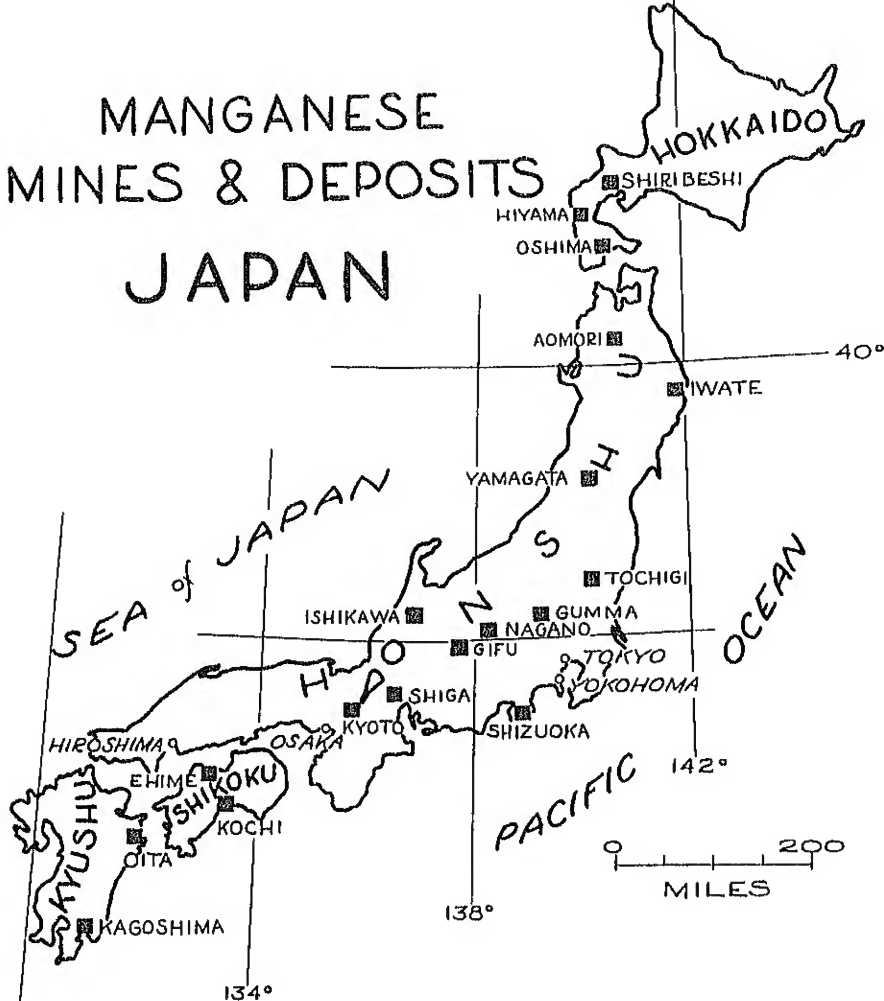 MANGANESE
MINES & DEPOSITS
JAPAN
HOKKAIDO
SHIRIBESHI
HIYAMA
OSHIMA
AOMORI
40°
IWATE
YAMAGATA
HONSHU
SEA of JAPAN
TOCHIGI
ISHIKAWA
GUMMA
NAGANO
GIFU
OCEAN
TOKYO
YOKOHOMA
SHIGA
KYOTO
SHIZUOKA
HIROSHIMA
OSAKA
EHIME
SHIKOKU
142°
PACIFIC
KOCHI
KYUSHU
OITA
0 200
MILES
138°
KAGOSHIMA
134°